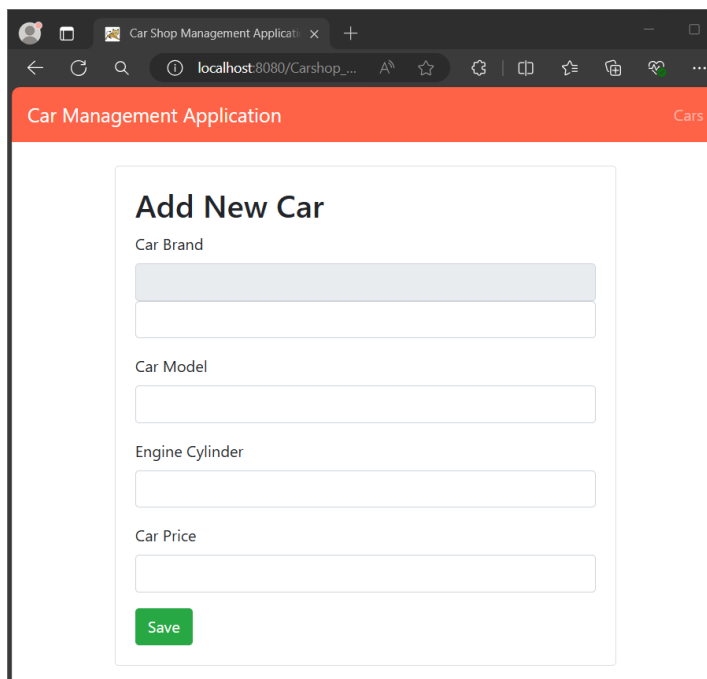 Car Shop Management Applicati
localhost:8080/Carshop_...
Car Management Application
Cars
Add New Car
Car Brand
Car Model
Engine Cylinder
Car Price
Save